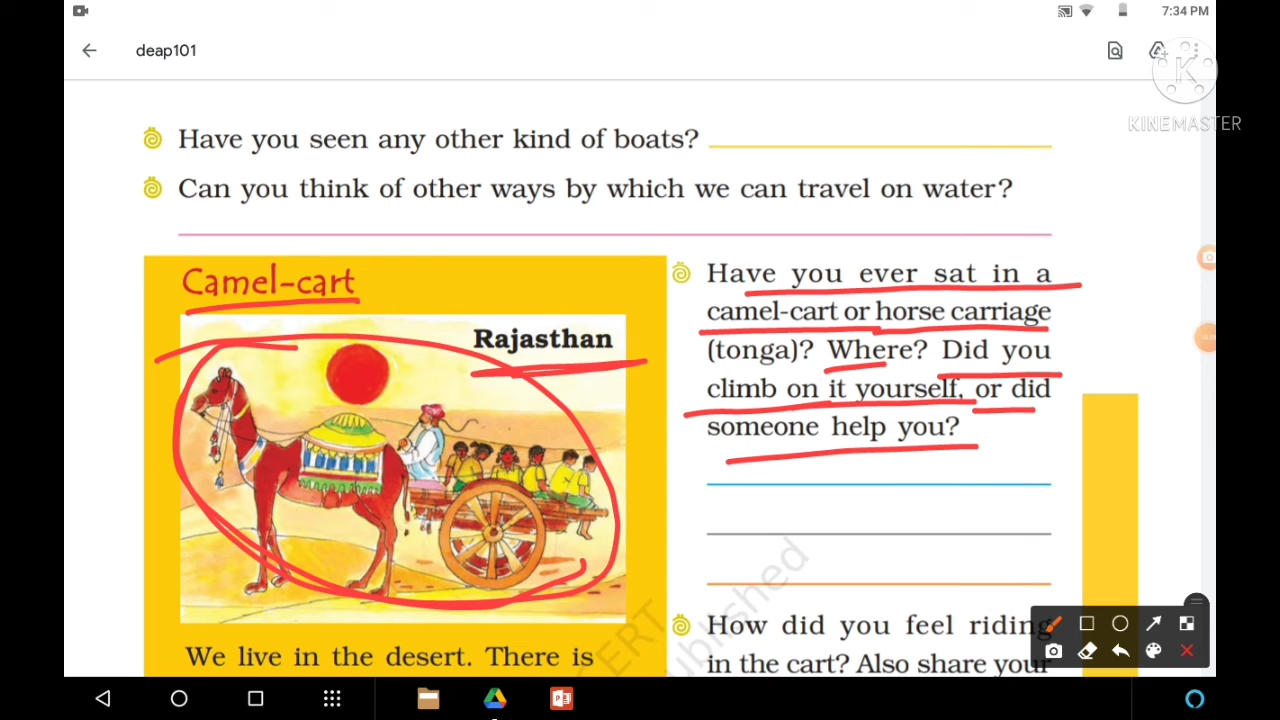 7:34 PM
deap101
KINEMASTER
Have you seen any other kind of boats?
Can you think of other ways by which we can travel on water?
Camel-cart
Rajasthan
We live in the desert. There is
Have you ever sat in a
camel-cart or horse carriage
(tonga)? Where? Did you
climb on it yourself, or did
someone help you?
How did you feel riding
in the cart? Also share your